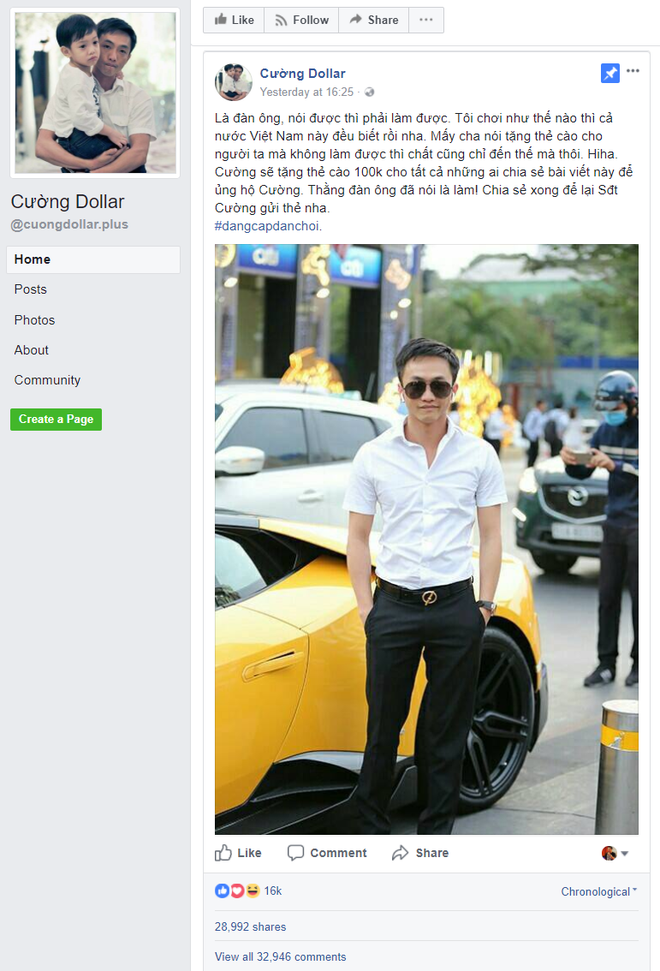 Like
Follow
Share
Cường Dollar
@cuongdollar.plus
Home
Posts
Photos
About
Community
Create a Page
Cường Dollar
Yesterday at 16:25 ·
Là đàn ông, nói được thì phải làm được. Tôi chơi như thế nào thì cả
nước Việt Nam này đều biết rồi nha. Mấy cha nói tặng thẻ cào cho
người ta mà không làm được thì chất cũng chỉ đến thế mà thôi. Hiha.
Cường sẽ tặng thẻ cào 100k cho tất cả những ai chia sẻ bài viết này để
ủng hộ Cường. Thằng đàn ông đã nói là làm! Chia sẻ xong để lại Sđt
Cường gửi thẻ nha.
#dangcapdanchoi.
citi
citi
Like
Comment
Share
16k
Chronological
28,992 shares
View all 32,946 comments